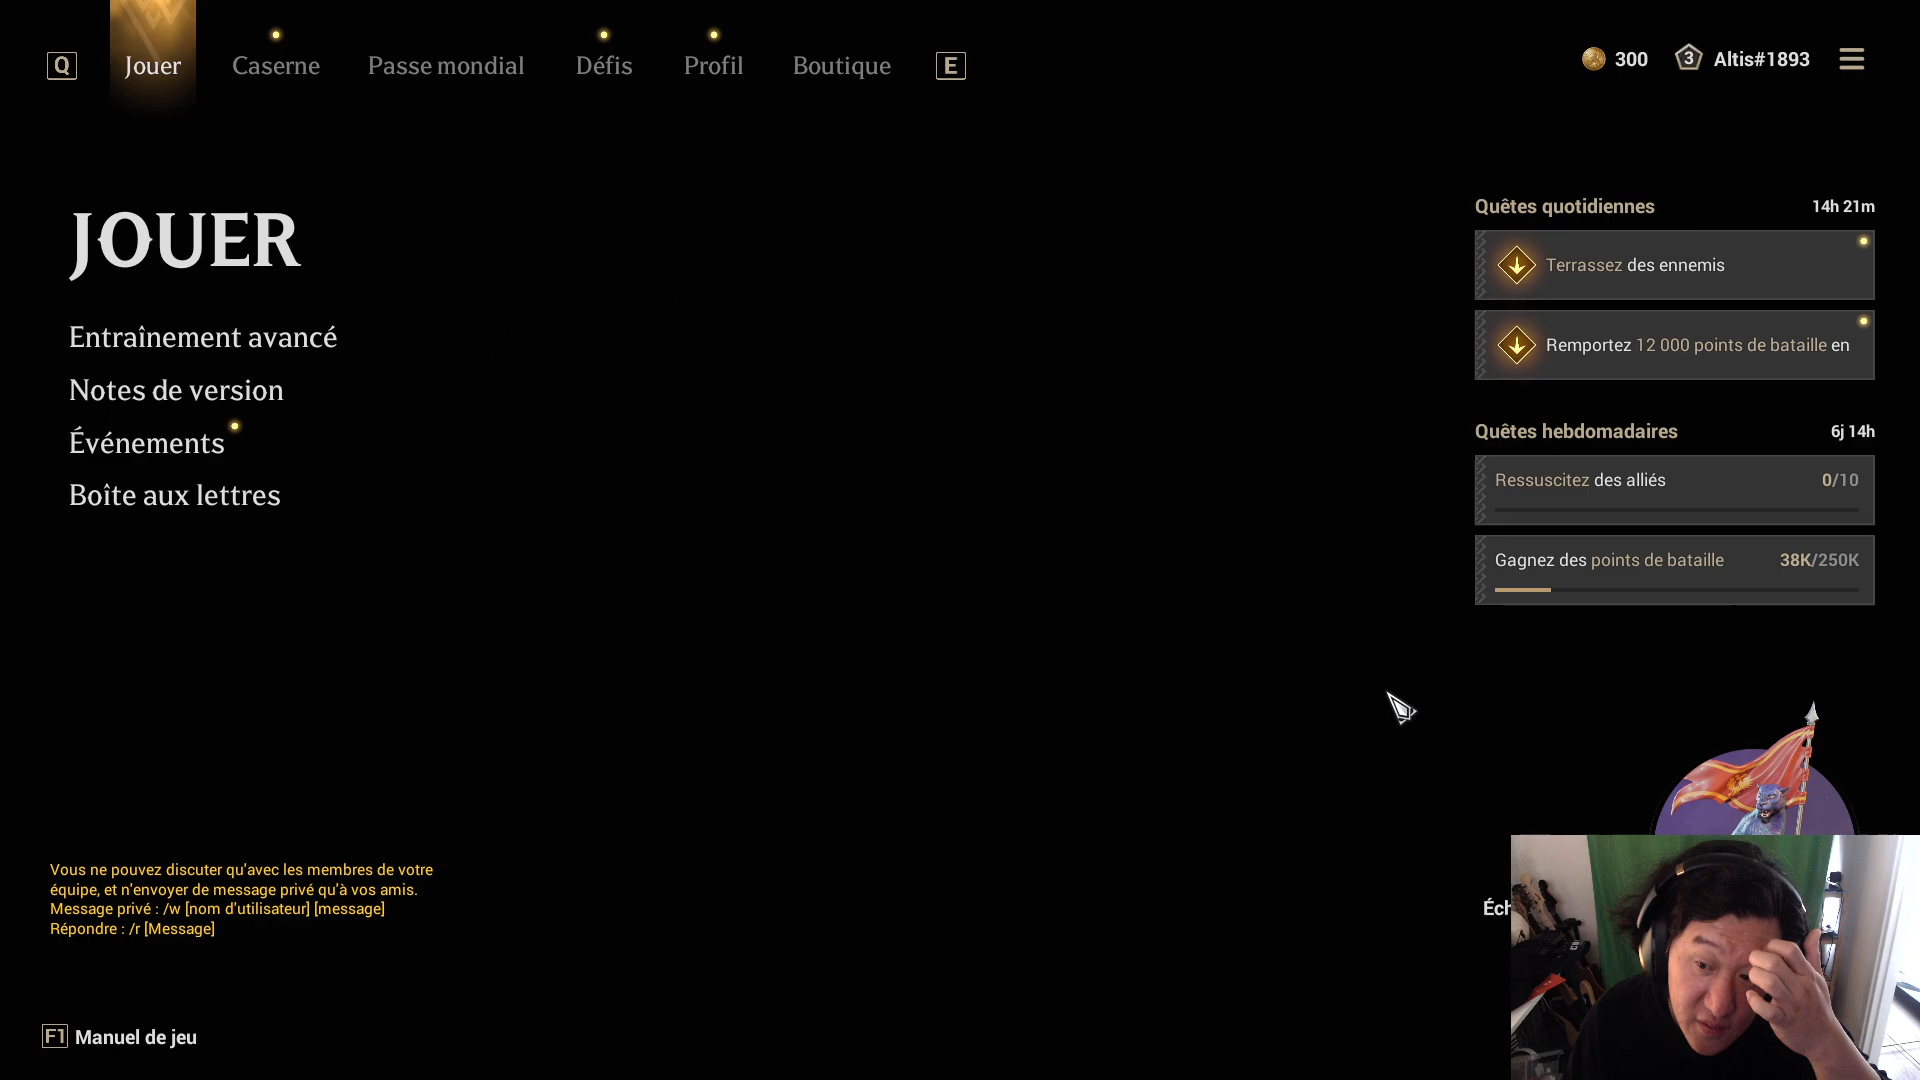 Q
Jouer
Caserne
Passe mondial
Défis
Profil
Boutique
E
300
3
Altis#1893
JOUER
Entraînement avancé
Notes de version
Événements
Boîte aux lettres
Quêtes quotidiennes
14h 21m
Terrassez des ennemis
Remportez 12 000 points de bataille en
Quêtes hebdomadaires
6j 14h
Ressuscitez des alliés
0/10
Gagnez des points de bataille
38K/250K
Vous ne pouvez discuter qu'avec les membres de votre
équipe, et n'envoyer de message privé qu'à vos amis.
Message privé : /w [nom d'utilisateur] [message]
Répondre : /r [Message]
Éch
F1 Manuel de jeu